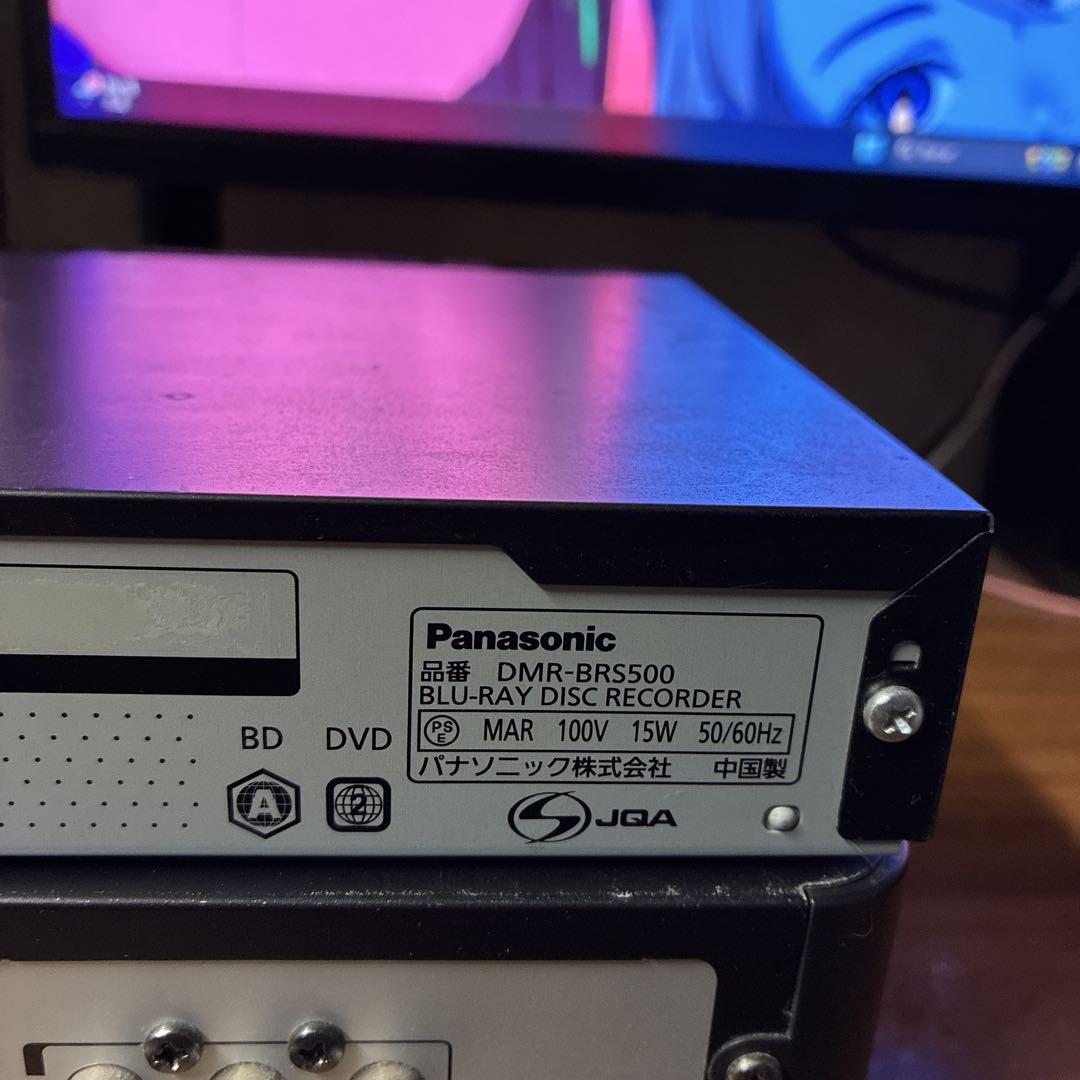 Panasonic
品番 DMR-BRS500
BLU-RAY DISC RECORDER
PSE MAR 100V 15W 50/60Hz
パナソニック株式会社 中国製
BD DVD
A 2
JQA